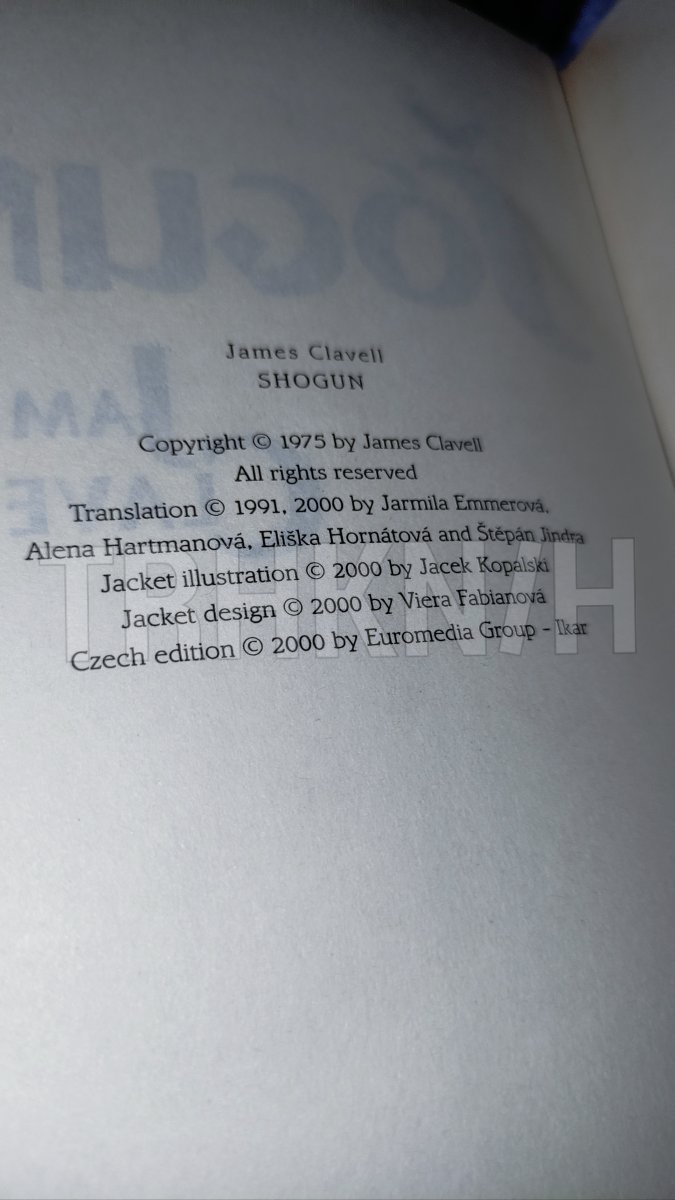 James Clavell
SHOGUN
Copyright © 1975 by James Clavell
All rights reserved
Translation © 1991, 2000 by Jarmila Emmerová,
Alena Hartmanová, Eliška Hornátová and Štěpán Jindra
Jacket illustration © 2000 by Jacek Kopalski
Jacket design © 2000 by Viera Fabianová
Czech edition © 2000 by Euromedia Group - Ikar